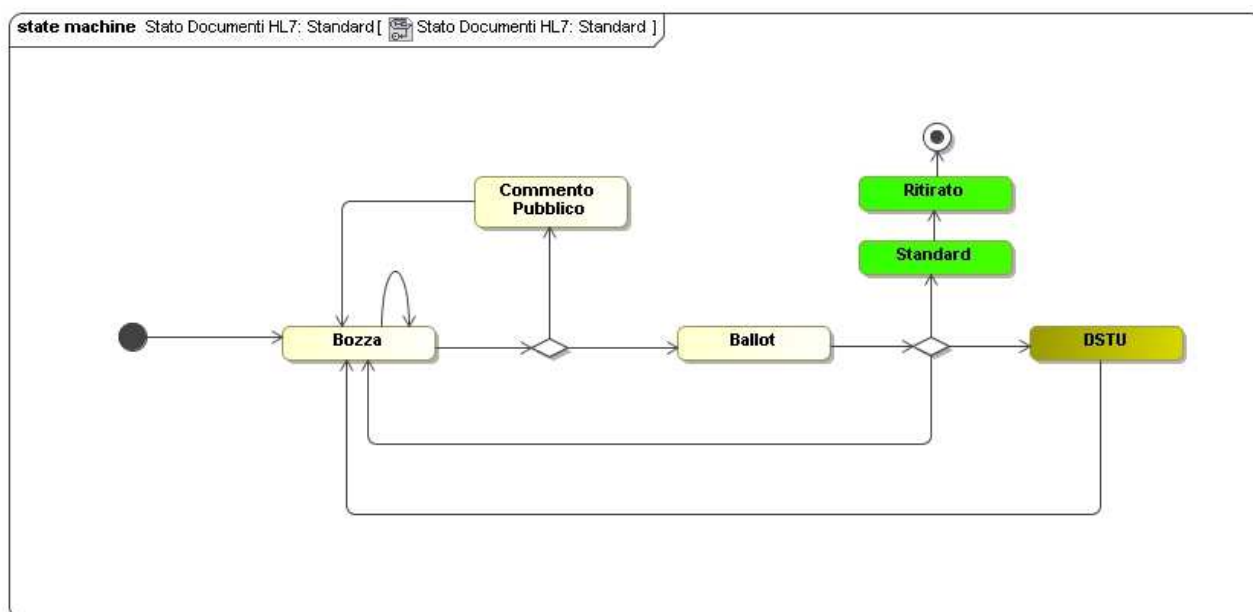 state machine Stato Documenti HL7: Standard [ Stato Documenti HL7: Standard ]
Commento
Pubblico
Ritirato
Standard
Bozza
Ballot
DSTU